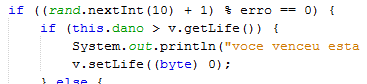 if ((rand.nextInt(10) + 1) % erro == 0) {
if (this.dano > v.getLife()) {
System.out.println("voce venceu esta
v.setLife((byte) 0);
} else {